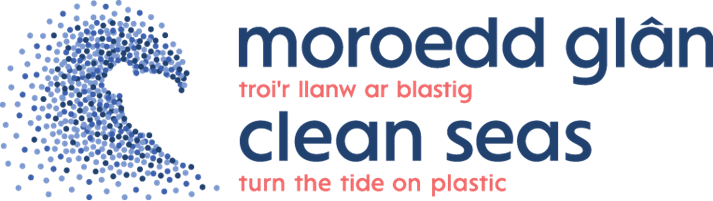 moroedd glân
troi'r llanw ar blastig
clean seas
turn the tide on plastic